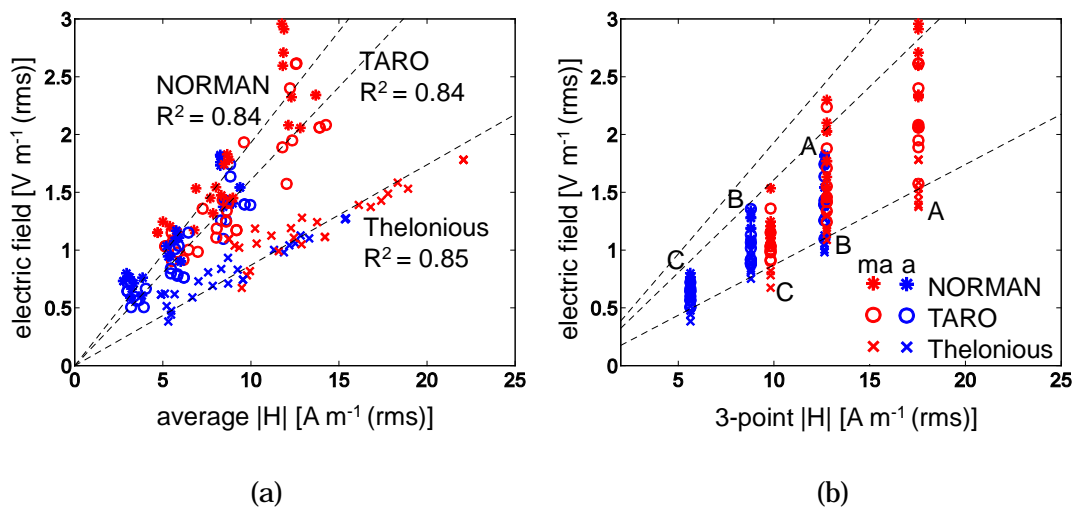 3
2.5
2
1.5
1
0.5
0
0
5
10
15
20
25
electric field [V m⁻¹ (rms)]
average |H| [A m⁻¹ (rms)]
NORMAN
R² = 0.84
TARO
R² = 0.84
Thelonious
R² = 0.85
(a)
3
2.5
2
1.5
1
0.5
0
5
10
15
20
25
electric field [V m⁻¹ (rms)]
3-point |H| [A m⁻¹ (rms)]
A
B
C
A
B
C
ma a
NORMAN
TARO
Thelonious
(b)